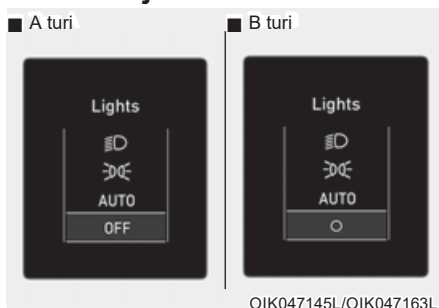 A turi
B turi
Lights
AUTO
OFF
Lights
AUTO
OIK047145L/OIK047163L